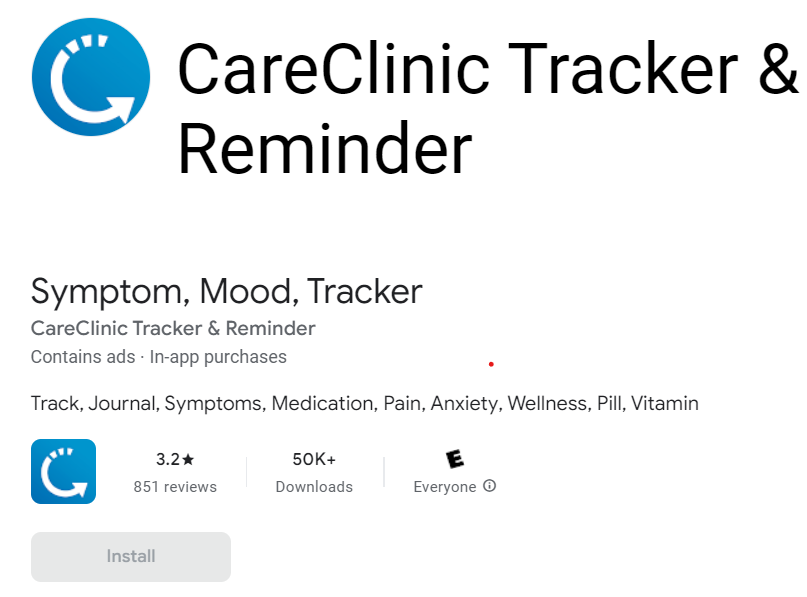 CareClinic Tracker &
Reminder
Symptom, Mood, Tracker
CareClinic Tracker & Reminder
Contains ads · In-app purchases
Track, Journal, Symptoms, Medication, Pain, Anxiety, Wellness, Pill, Vitamin
3.2★ 50K+ E
851 reviews Downloads Everyone
Install